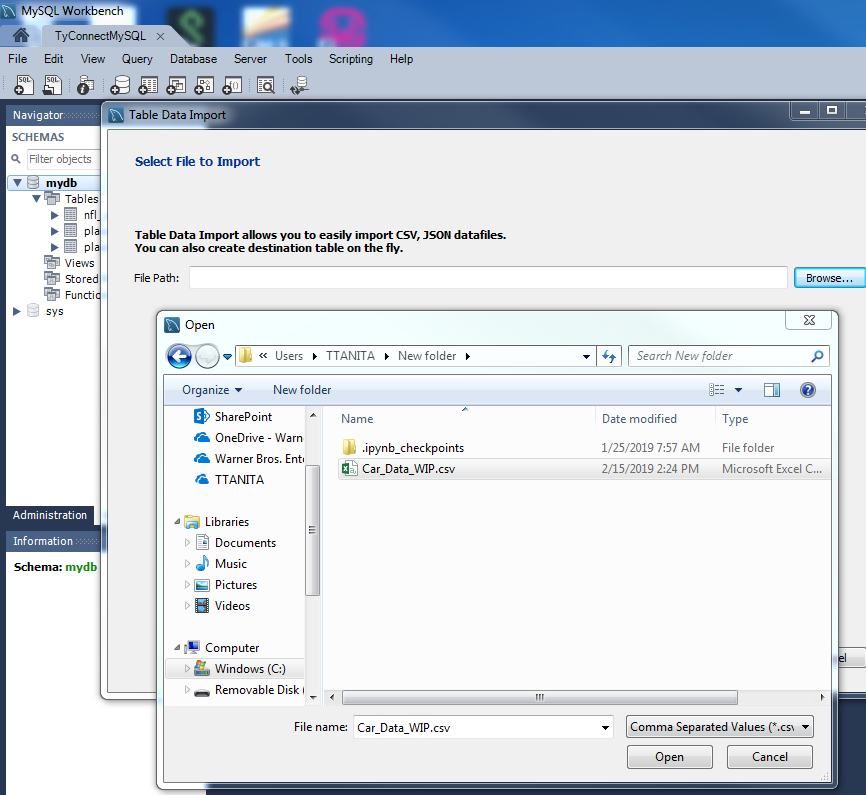 MySQL Workbench
TyConnectMySQL
File Edit View Query Database Server Tools Scripting Help
Navigator
SCHEMAS
Filter objects
mydb
Tables
nfl_
pla
pla
Views
Stored
Functio
sys
Administration
Information
Schema: mydb
Table Data Import
Select File to Import
Table Data Import allows you to easily import CSV, JSON datafiles.
You can also create destination table on the fly.
File Path:
Browse...
el
Open
« Users TTANITA New folder
Search New folder
Organize New folder
SharePoint
OneDrive - Warn
Warner Bros. Ente
TTANITA
Libraries
Documents
Music
Pictures
Videos
Computer
Windows (C:)
Removable Disk (
Name Date modified Type
.ipynb_checkpoints 1/25/2019 7:57 AM File folder
Car_Data_WIP.csv 2/15/2019 2:24 PM Microsoft Excel C...
File name: Car_Data_WIP.csv
Comma Separated Values (*.csv
Open Cancel